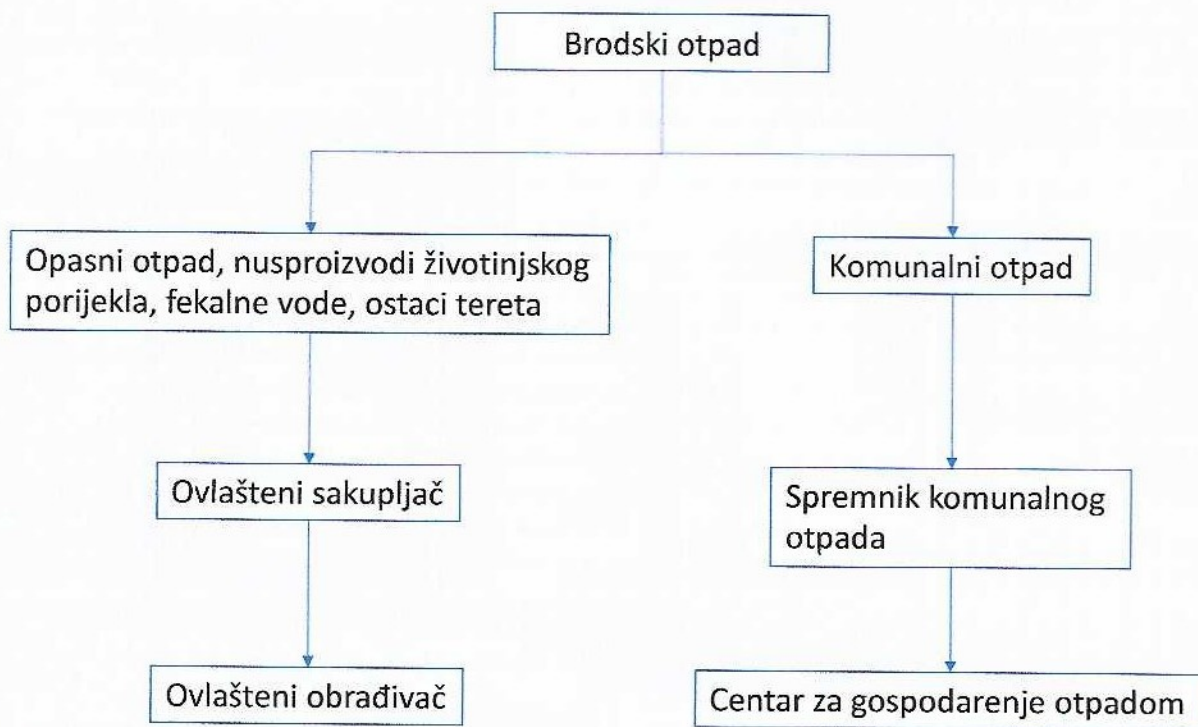 Brodski otpad
Opasni otpad, nusproizvodi životinjskog
porijekla, fekalne vode, ostaci tereta
Komunalni otpad
Ovlašteni sakupljač
Spremnik komunalnog
otpada
Ovlašteni obrađivač
Centar za gospodarenje otpadom